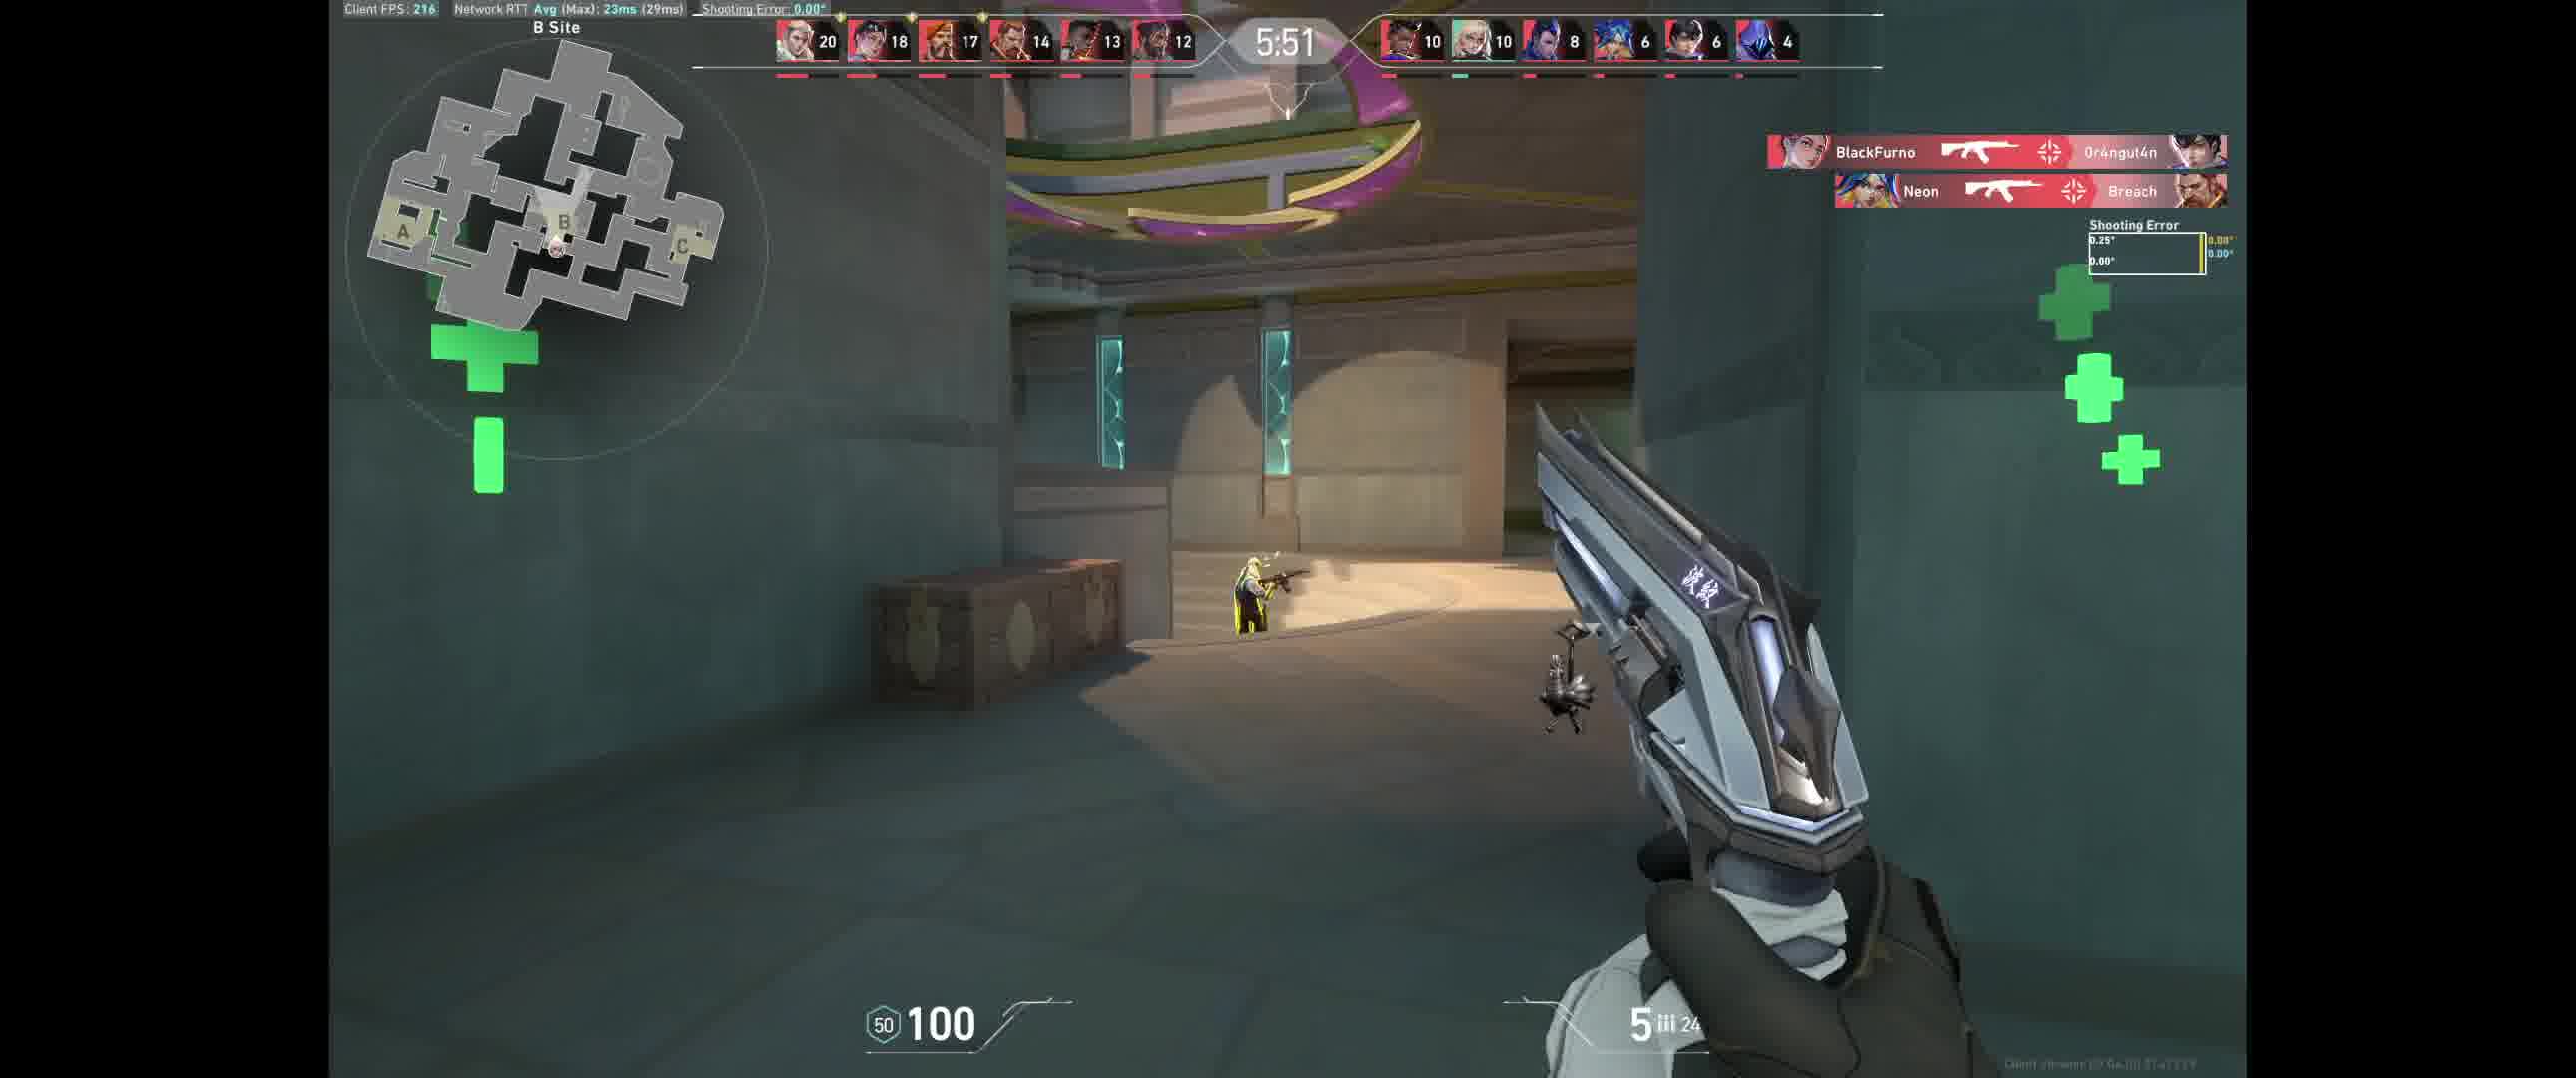 Client FPS: 216 Network RTT Avg (Max): 23ms (29ms) Shooting Error: 0.00°
B Site
20 18 17 14 13 12 5:51 10 10 8 6 6 4
BlackFurno 0r4ngut4n
Neon Breach
Shooting Error
0.25° 0.00°
0.00° 0.00°
A B C
波紋
50 100
5 24